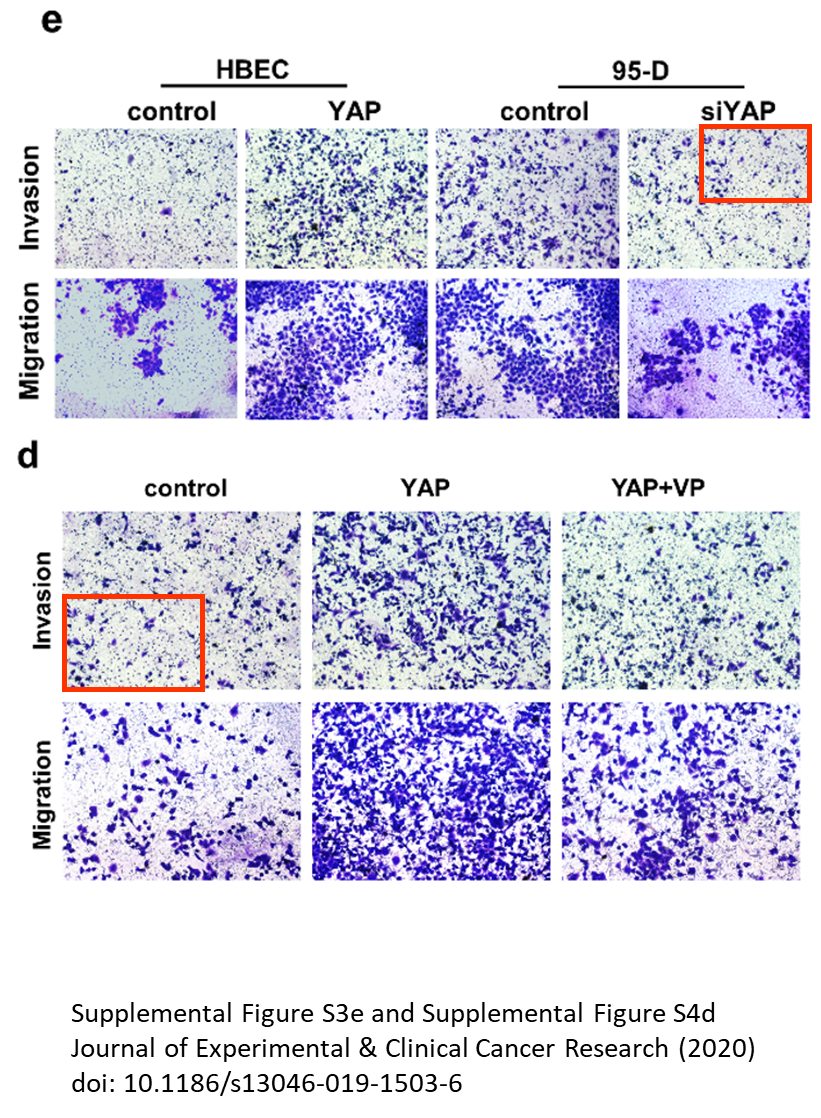 e
HBEC 95-D
control YAP control siYAP
Invasion
Migration
d
control YAP YAP+VP
Invasion
Migration
Supplemental Figure S3e and Supplemental Figure S4d
Journal of Experimental & Clinical Cancer Research (2020)
doi: 10.1186/s13046-019-1503-6